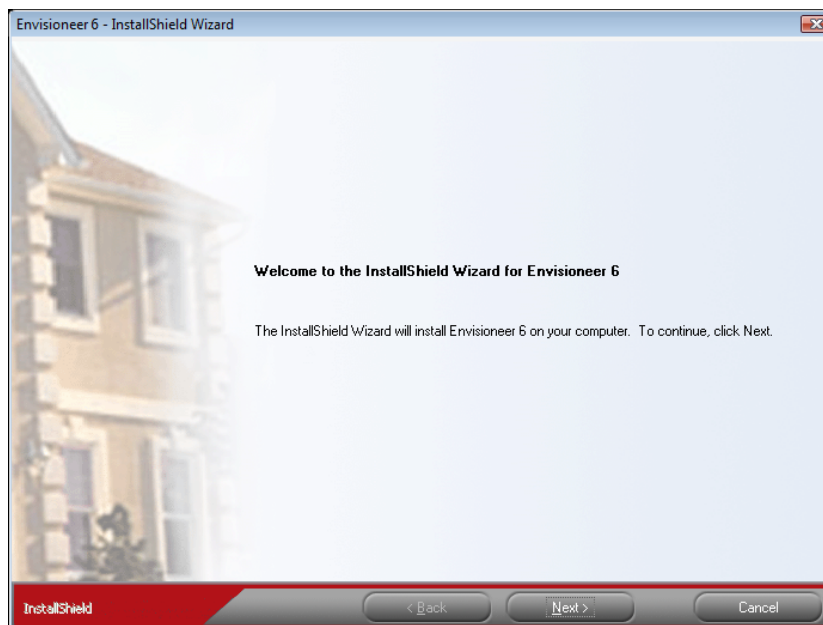 Envisioneer 6 - InstallShield Wizard
Welcome to the InstallShield Wizard for Envisioneer 6
The InstallShield Wizard will install Envisioneer 6 on your computer. To continue, click Next.
InstallShield
< Back
Next >
Cancel